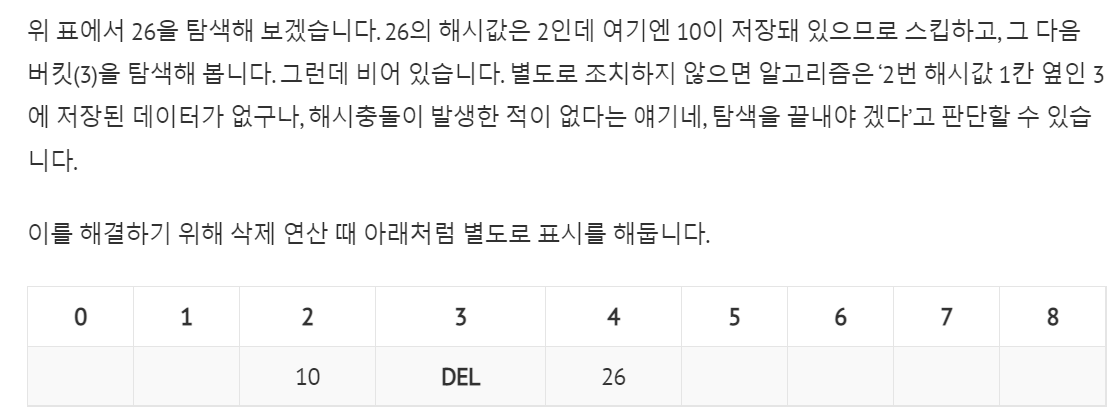 위 표에서 26을 탐색해 보겠습니다. 26의 해시값은 2인데 여기엔 10이 저장돼 있으므로 스킵하고, 그 다음
버킷(3)을 탐색해 봅니다. 그런데 비어 있습니다. 별도로 조치하지 않으면 알고리즘은 ‘2번 해시값 1칸 옆인 3
에 저장된 데이터가 없구나, 해시충돌이 발생한 적이 없다는 얘기네, 탐색을 끝내야 겠다’고 판단할 수 있습
니다.
이를 해결하기 위해 삭제 연산 때 아래처럼 별도로 표시를 해둡니다.
0 1 2 3 4 5 6 7 8
10 DEL 26